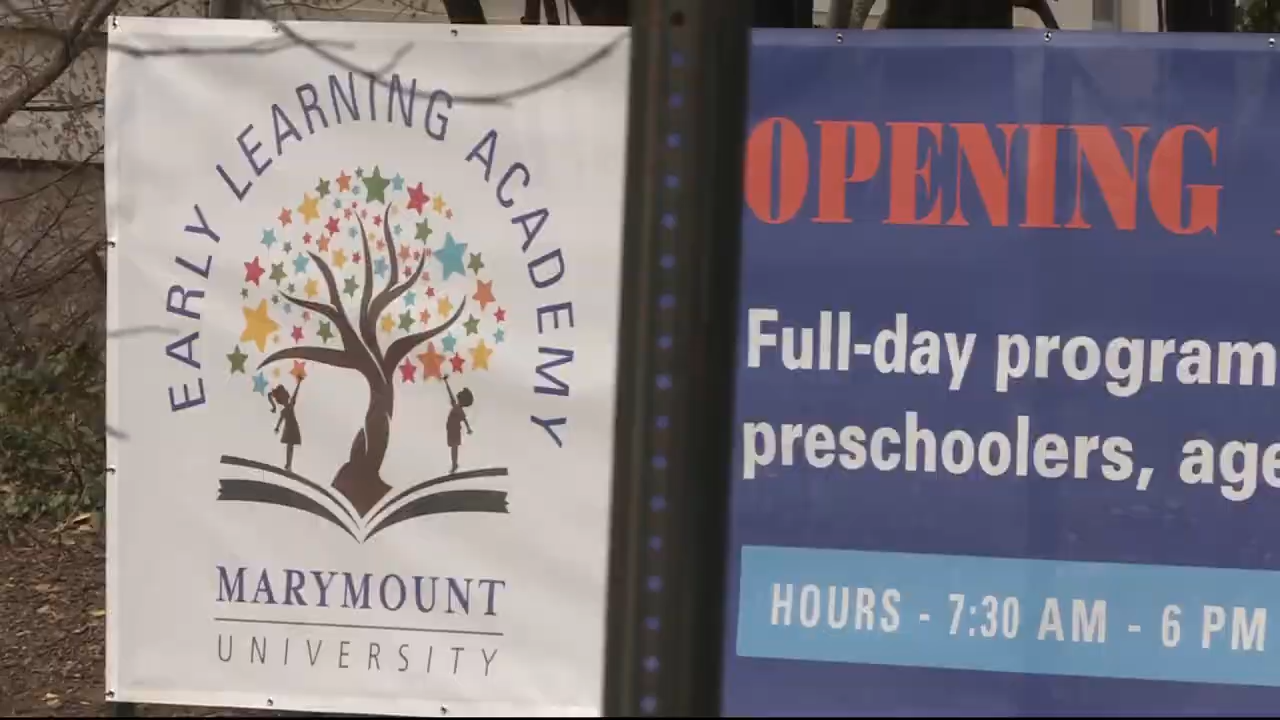 EARLY LEARNING ACADEMY
MARYMOUNT
UNIVERSITY
OPENING
Full-day program
preschoolers, age
HOURS - 7:30 AM - 6 PM